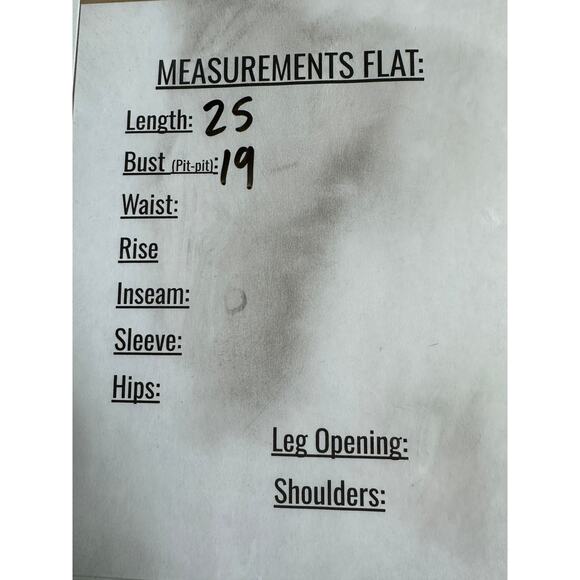 MEASUREMENTS FLAT:
Length: 25
Bust (Pit-pit): 19
Waist:
Rise
Inseam:
Sleeve:
Hips:
Leg Opening:
Shoulders: